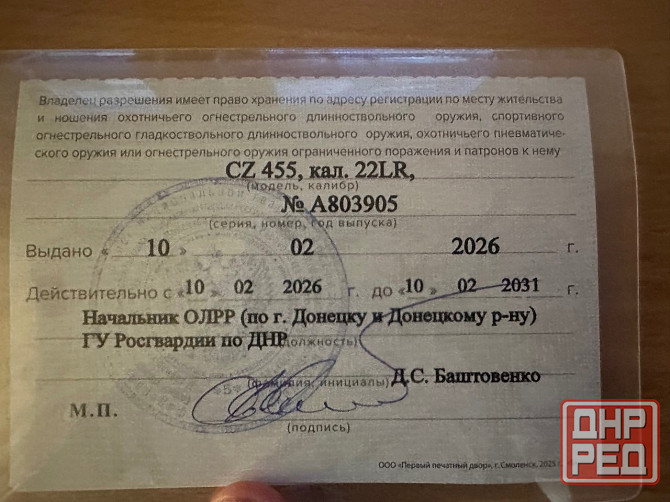 Владелец разрешения имеет право хранения по адресу регистрации по месту жительства
и ношения охотничьего огнестрельного длинноствольного оружия, спортивного
огнестрельного гладкоствольного длинноствольного оружия, охотничьего пневматиче-
ского оружия или огнестрельного оружия ограниченного поражения и патронов к нему
CZ 455, кал. 22LR,
(модель, калибр)
№ А803905
(серия, номер, год выпуска)
Выдано « 10 » 02 2026 г.
Действительно с «10 » 02 2026 г. до «10 » 02 2031 г.
Начальник ОЛРР (по г. Донецку и Донецкому р-ну)
ГУ Росгвардии по ДНР (должность)
Д.С. Баштовенко
(фамилия, инициалы)
М.П.
(подпись)
ООО «Первый печатный двор», г. Смоленск, 2025 г.
ДНР
РЕД